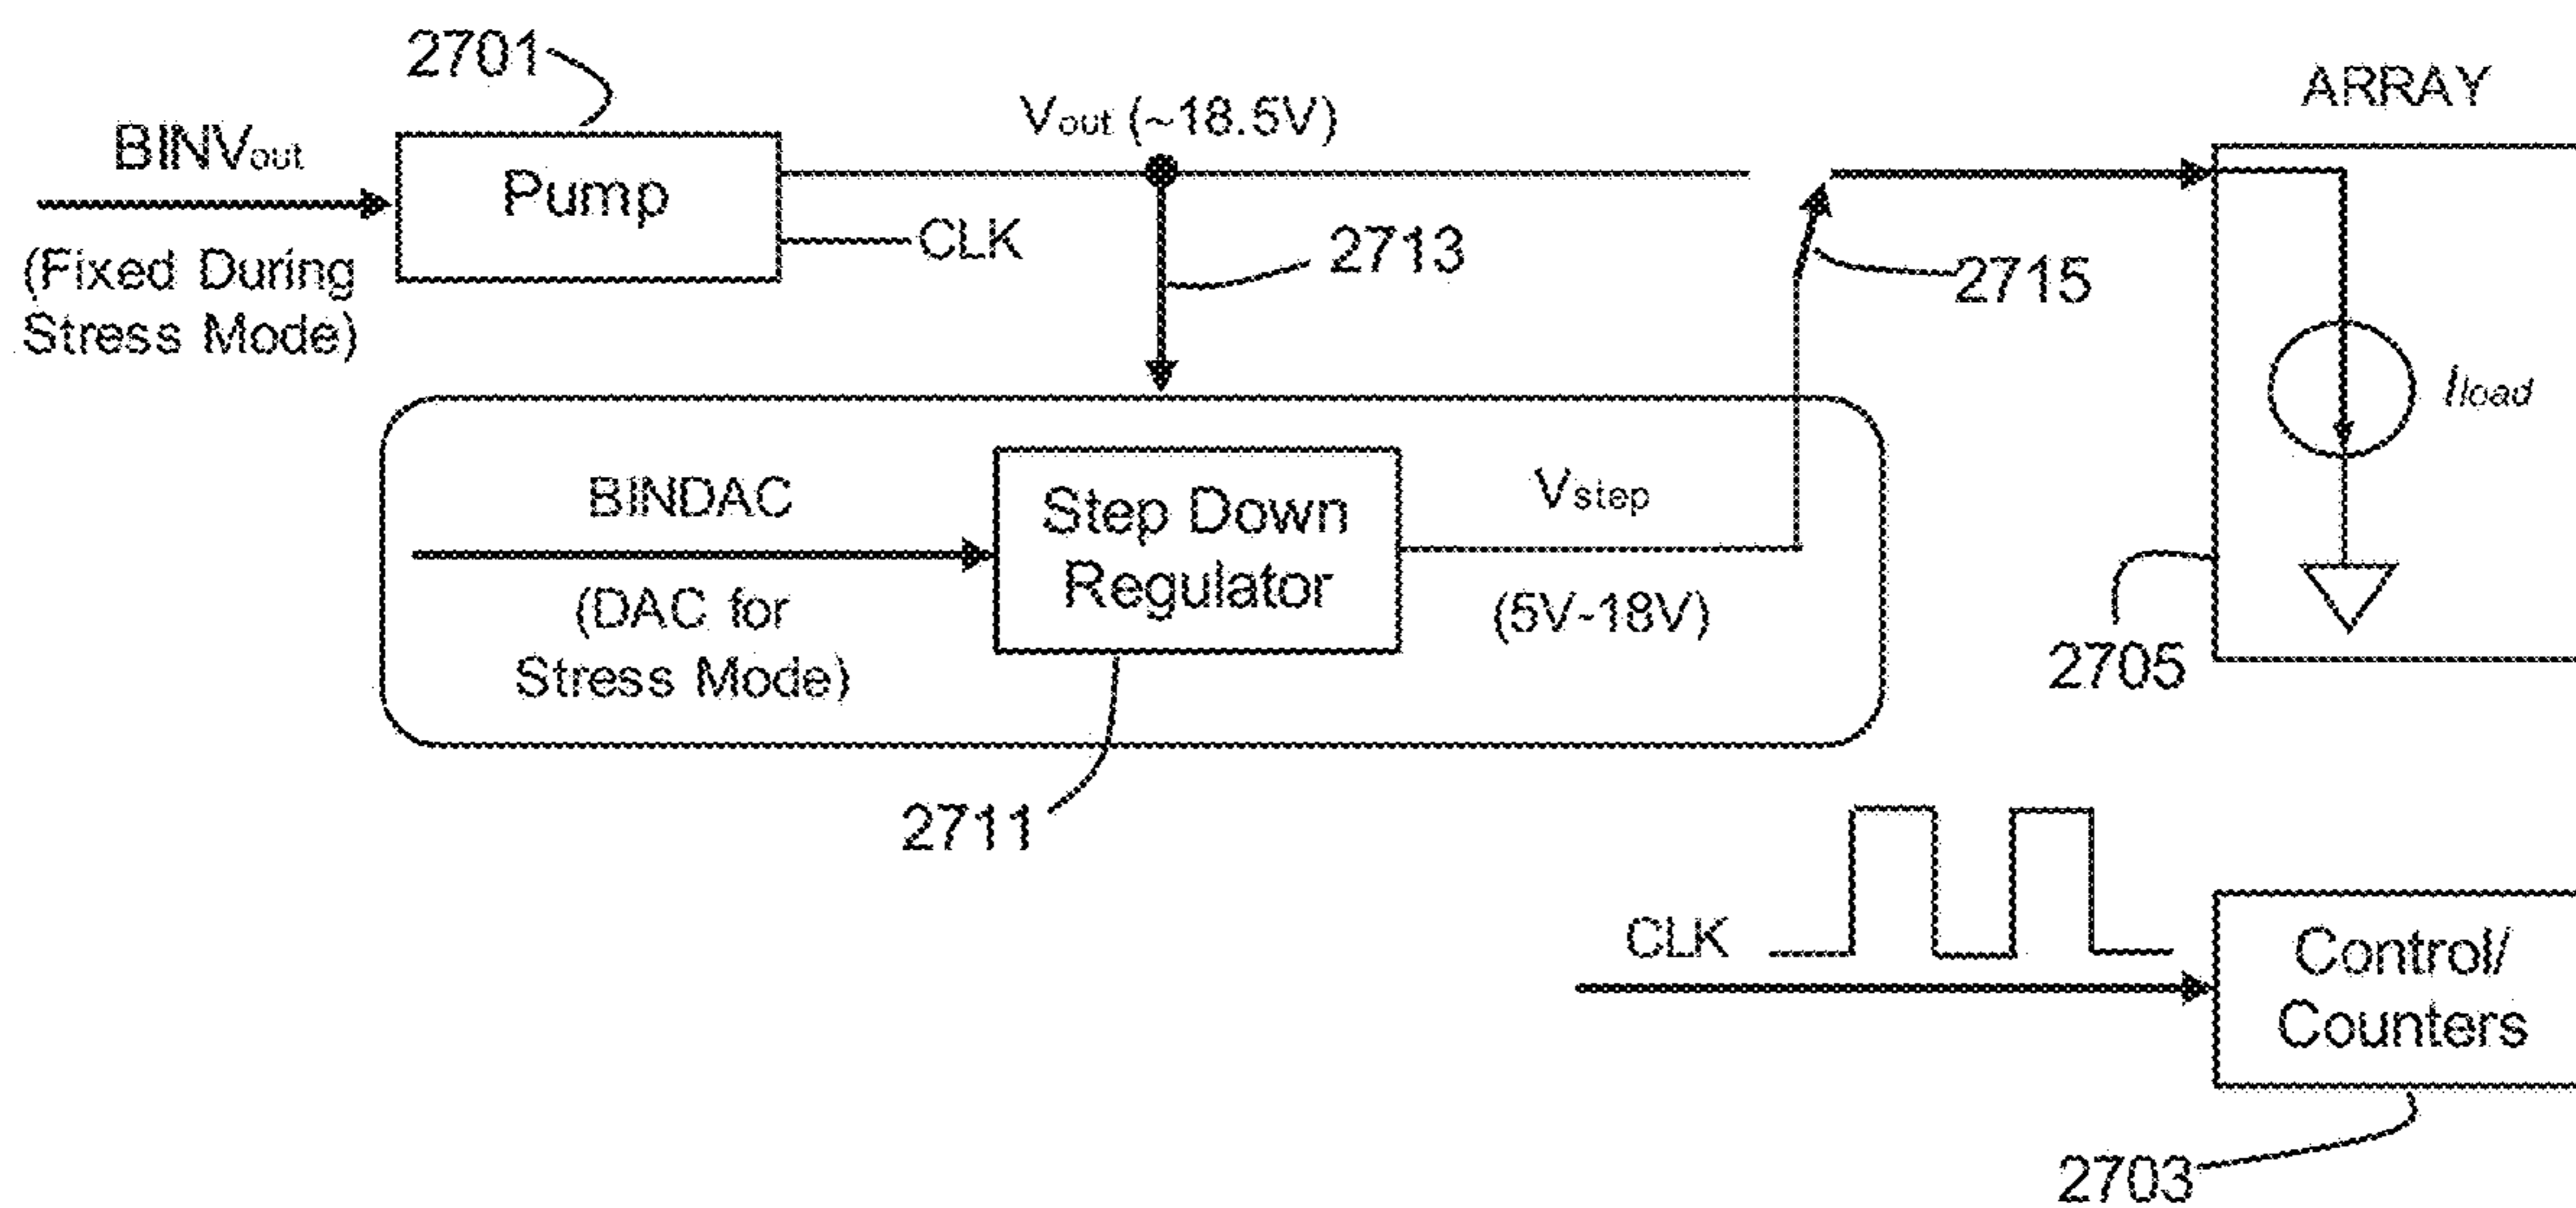 2701
BINVout
(Fixed During
Stress Mode)
Pump
CLK
Vout (~18.5V)
2713
2715
ARRAY
Iload
2705
BINDAC
(DAC for
Stress Mode)
Step Down
Regulator
Vstep
(5V-18V)
2711
CLK
Control/
Counters
2703